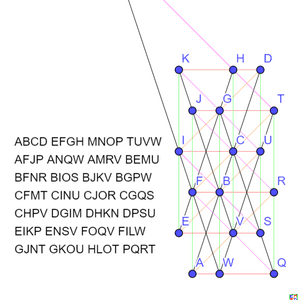 K H D
J G T
I C U
F B R
E V S
A W Q
ABCD EFGH MNOP TUVW
AFJP ANQW AMRV BEMU
BFNR BIOS BJKV BGPW
CFMT CINU CJOR CGQS
CHPV DGIM DHKN DPSU
EIKP ENSV FOQV FILW
GJNT GKOU HLOT PQRT